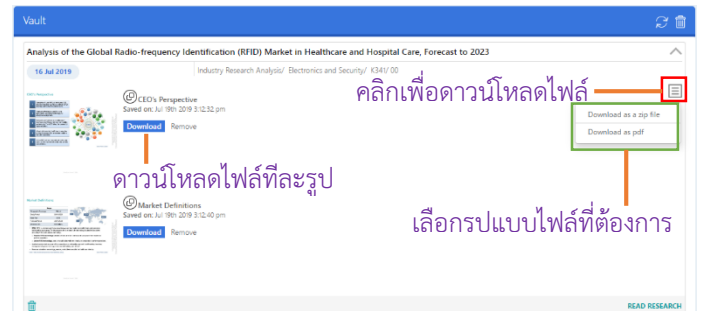 Vault
Analysis of the Global Radio-frequency Identification (RFID) Market in Healthcare and Hospital Care, Forecast to 2023
16 Jul 2019
Industry Research Analysis/ Electronics and Security/ K341/ 00
คลิกเพื่อดาวน์โหลดไฟล์
CEO's Perspective
Saved on: Jul 19th 2019 3:12:32 pm
Download Remove
Download as a zip file
Download as pdf
ดาวน์โหลดไฟล์ทีละรูป
Market Definitions
Saved on: Jul 19th 2019 3:12:40 pm
Download Remove
เลือกรปแบบไฟล์ที่ต้องการ
READ RESEARCH